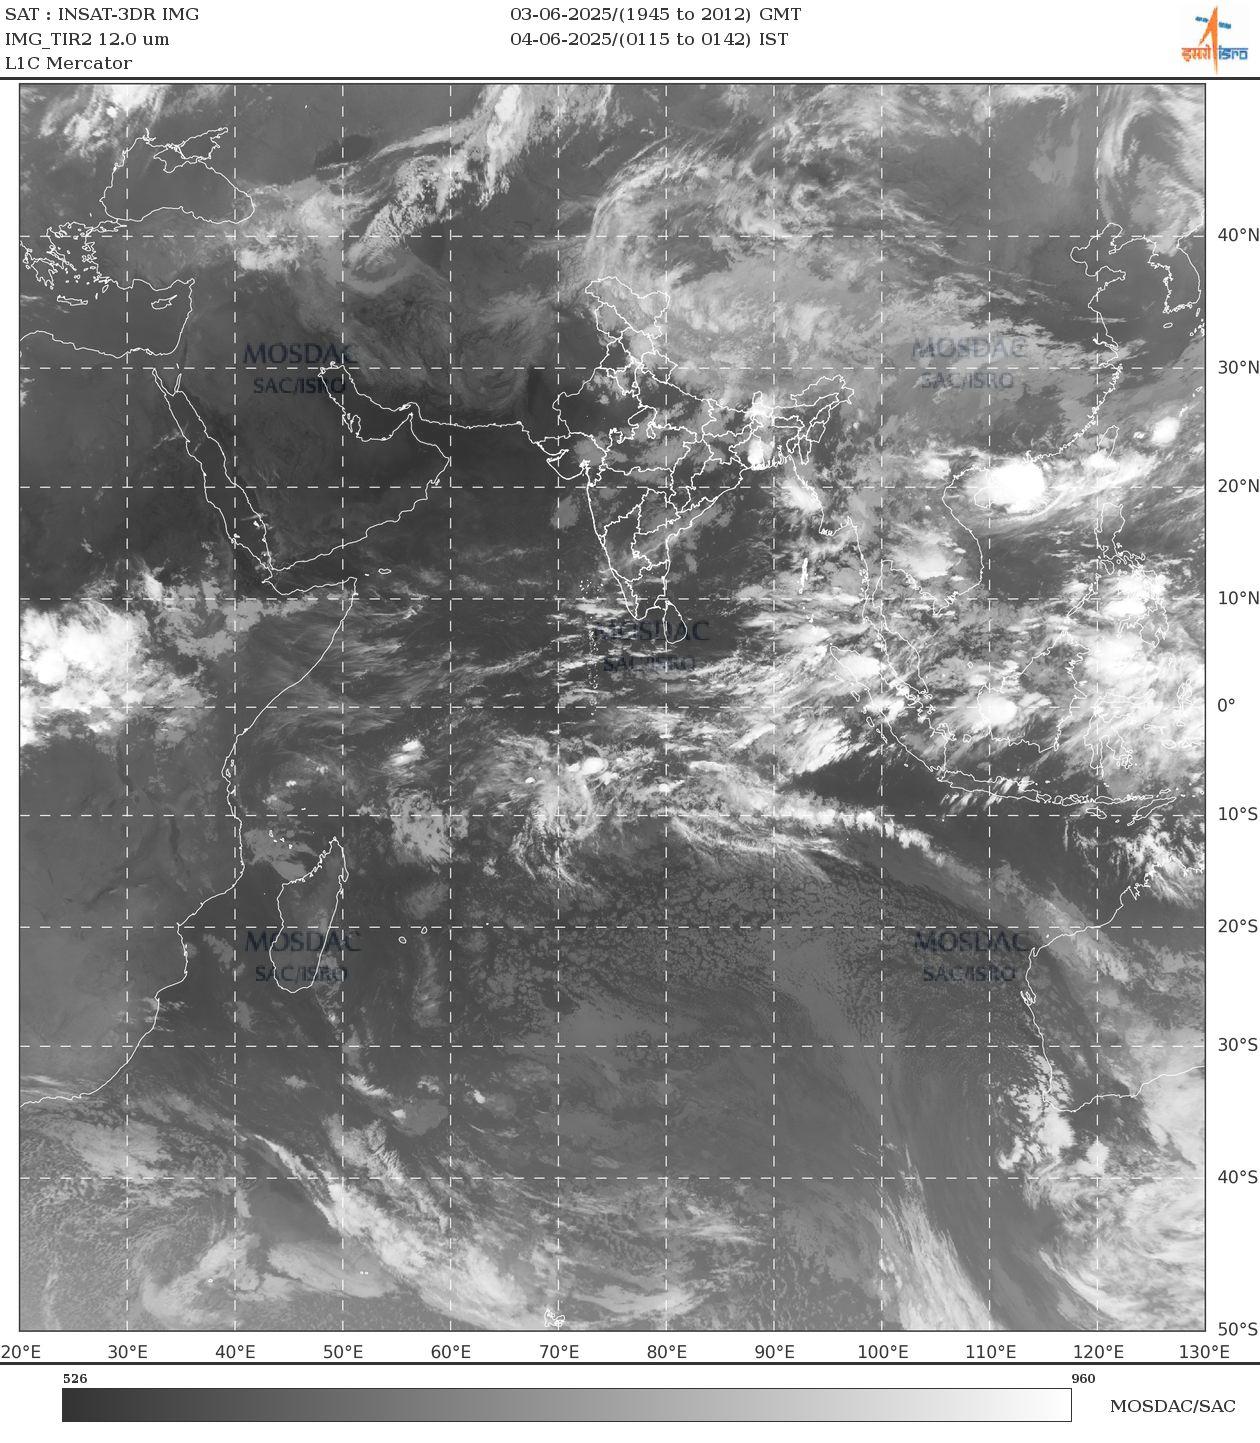 SAT : INSAT-3DR IMG
IMG_TIR2 12.0 um
L1C Mercator
03-06-2025/(1945 to 2012) GMT
04-06-2025/(0115 to 0142) IST
इसरो isro
40°N
MOSDAC
SAC/ISRO
MOSDAC
SAC/ISRO
30°N
20°N
10°N
MOSDAC
SAC/ISRO
0°
10°S
20°S
MOSDAC
SAC/ISRO
MOSDAC
SAC/ISRO
30°S
40°S
50°S
20°E 30°E 40°E 50°E 60°E 70°E 80°E 90°E 100°E 110°E 120°E 130°E
526 960
MOSDAC/SAC